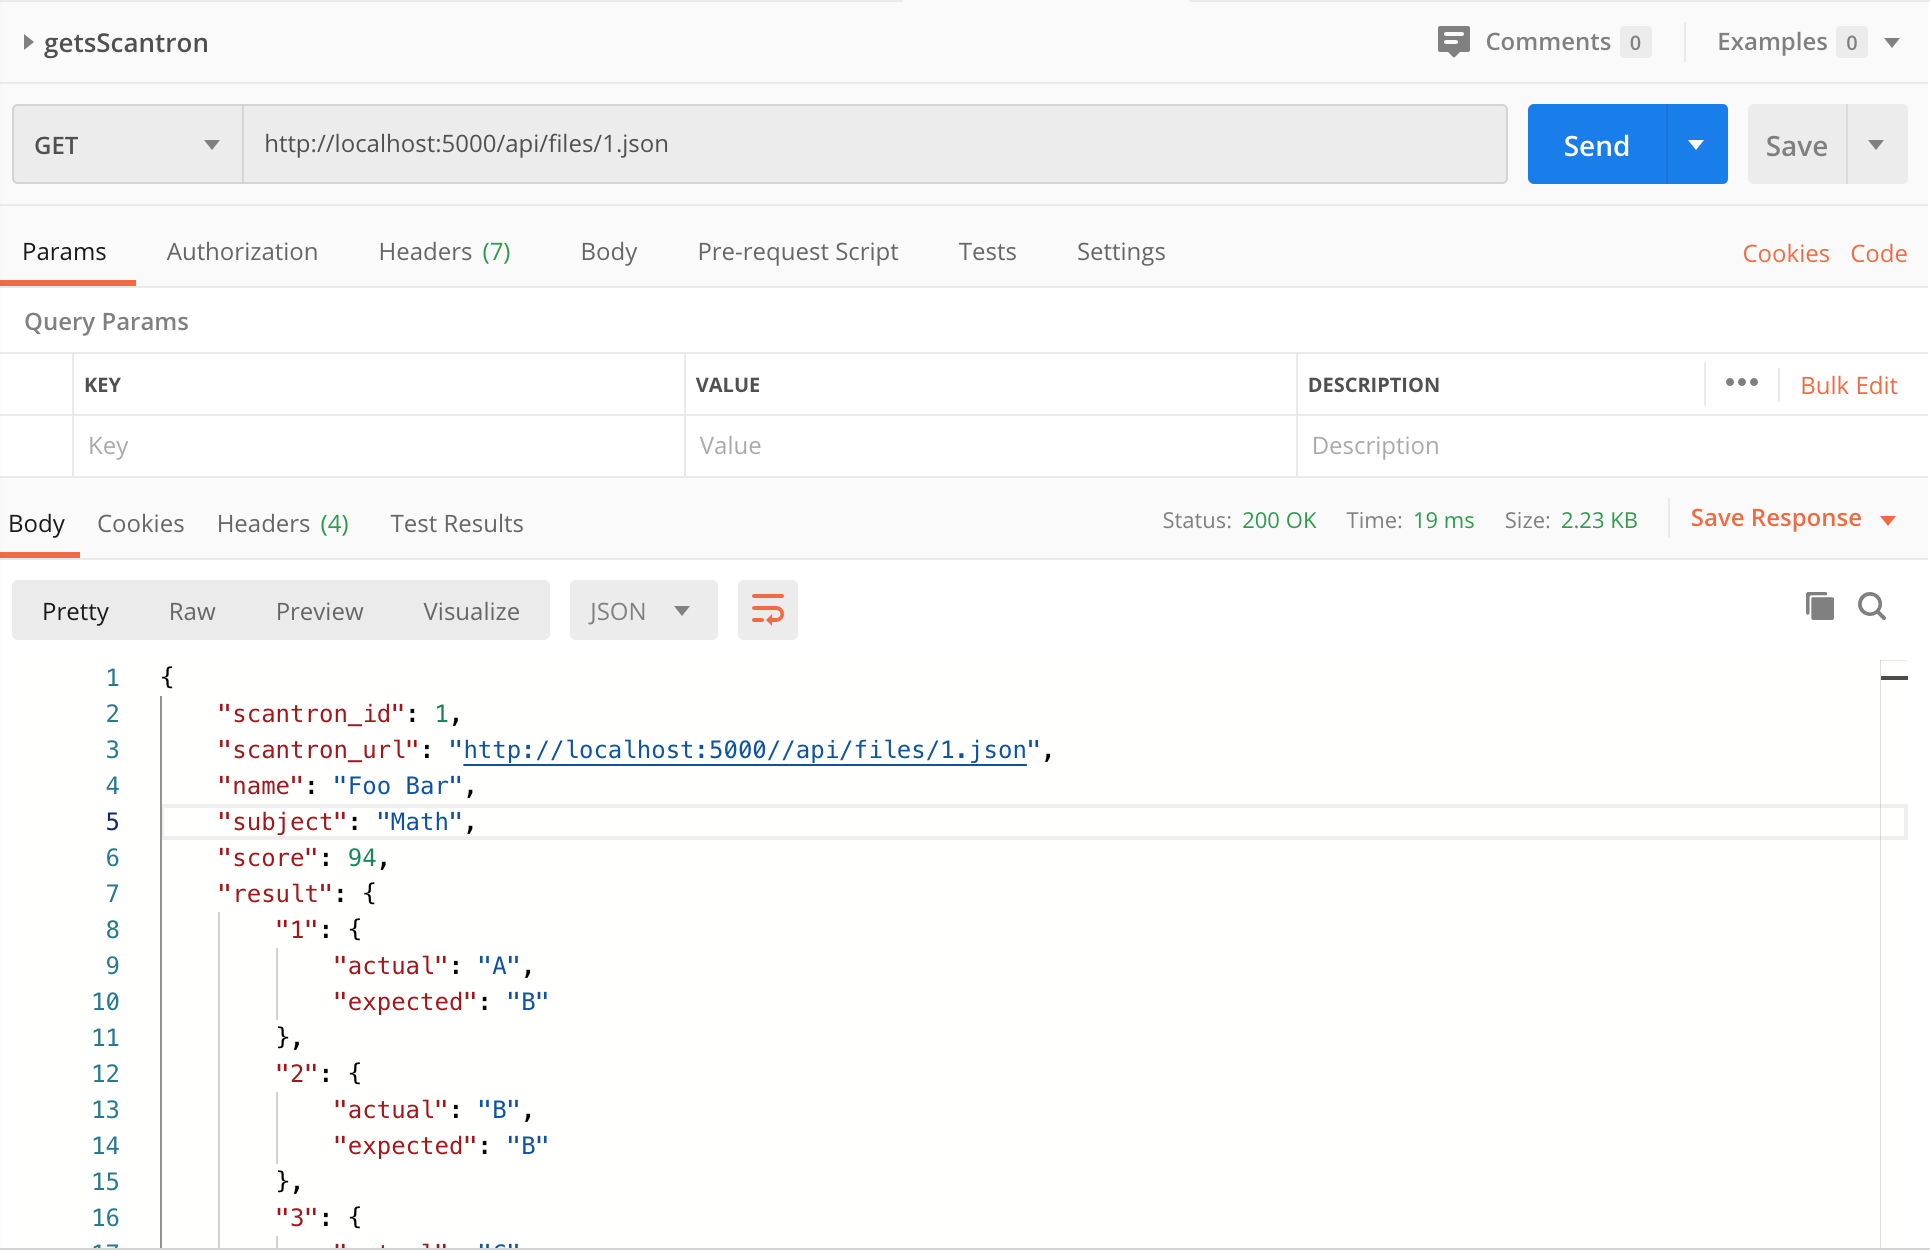 getsScantron Comments 0 Examples 0
GET http://localhost:5000/api/files/1.json Send Save
Params Authorization Headers (7) Body Pre-request Script Tests Settings Cookies Code
Query Params
KEY VALUE DESCRIPTION ••• Bulk Edit
Key Value Description
Body Cookies Headers (4) Test Results Status: 200 OK Time: 19 ms Size: 2.23 KB Save Response
Pretty Raw Preview Visualize JSON
1 {
2 "scantron_id": 1,
3 "scantron_url": "http://localhost:5000//api/files/1.json",
4 "name": "Foo Bar",
5 "subject": "Math",
6 "score": 94,
7 "result": {
8 "1": {
9 "actual": "A",
10 "expected": "B"
11 },
12 "2": {
13 "actual": "B",
14 "expected": "B"
15 },
16 "3": {